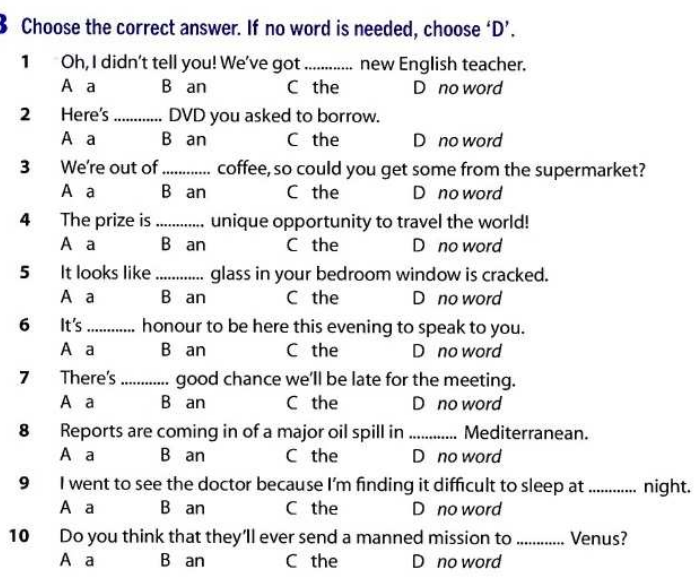 B Choose the correct answer. If no word is needed, choose ‘D’.
1 Oh, I didn't tell you! We've got ............ new English teacher.
A a B an C the D no word
2 Here's ............ DVD you asked to borrow.
A a B an C the D no word
3 We're out of ............ coffee, so could you get some from the supermarket?
A a B an C the D no word
4 The prize is ............ unique opportunity to travel the world!
A a B an C the D no word
5 It looks like ............ glass in your bedroom window is cracked.
A a B an C the D no word
6 It's ............ honour to be here this evening to speak to you.
A a B an C the D no word
7 There's ............ good chance we'll be late for the meeting.
A a B an C the D no word
8 Reports are coming in of a major oil spill in ............ Mediterranean.
A a B an C the D no word
9 I went to see the doctor because I'm finding it difficult to sleep at ............ night.
A a B an C the D no word
10 Do you think that they'll ever send a manned mission to ............ Venus?
A a B an C the D no word